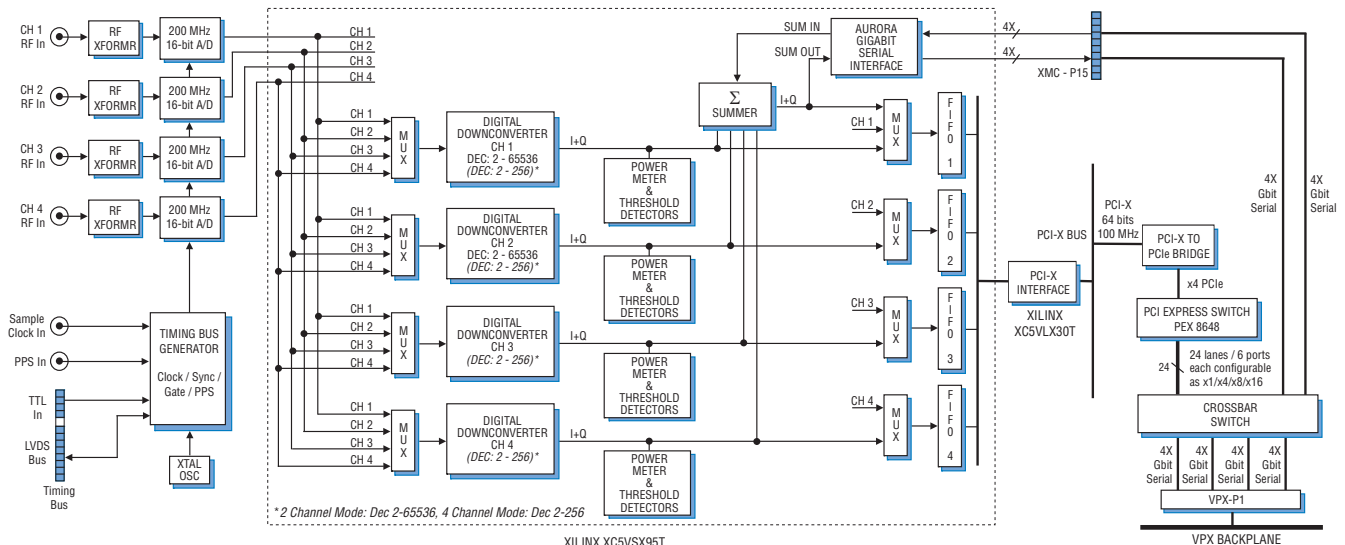 CH 1
RF In
RF
XFORMR
200 MHz
16-bit A/D
CH 2
RF In
RF
XFORMR
200 MHz
16-bit A/D
CH 3
RF In
RF
XFORMR
200 MHz
16-bit A/D
CH 4
RF In
RF
XFORMR
200 MHz
16-bit A/D
Sample
Clock In
PPS In
TTL
In
LVDS
Bus
Timing
Bus
TIMING BUS
GENERATOR
Clock / Sync /
Gate / PPS
XTAL
OSC
CH 1
CH 2
CH 3
CH 4
CH 1
CH 2
CH 3
CH 4
MUX
DIGITAL
DOWNCONVERTER
CH 1
DEC: 2 - 65536
(DEC: 2 - 256)*
I+Q
POWER
METER
&
THRESHOLD
DETECTORS
CH 1
CH 2
CH 3
CH 4
MUX
DIGITAL
DOWNCONVERTER
CH 2
DEC: 2 - 65536
(DEC: 2 - 256)*
I+Q
POWER
METER
&
THRESHOLD
DETECTORS
CH 1
CH 2
CH 3
CH 4
MUX
DIGITAL
DOWNCONVERTER
CH 3
(DEC: 2 - 256)*
I+Q
POWER
METER
&
THRESHOLD
DETECTORS
CH 1
CH 2
CH 3
CH 4
MUX
DIGITAL
DOWNCONVERTER
CH 4
(DEC: 2 - 256)*
I+Q
POWER
METER
&
THRESHOLD
DETECTORS
* 2 Channel Mode: Dec 2-65536, 4 Channel Mode: Dec 2-256
XILINX XC5VSX95T
SUM IN
SUM OUT
AURORA
GIGABIT
SERIAL
INTERFACE
Σ
SUMMER
I+Q
CH 1
MUX
FIFO 1
CH 2
MUX
FIFO 2
CH 3
MUX
FIFO 3
CH 4
MUX
FIFO 4
4X
4X
XMC - P15
PCI-X
INTERFACE
XILINX
XC5VLX30T
PCI-X BUS
PCI-X
64 bits
100 MHz
PCI-X TO
PCIe BRIDGE
x4 PCIe
PCI EXPRESS SWITCH
PEX 8648
24
24 lanes / 6 ports
each configurable
as x1/x4/x8/x16
4X
Gbit
Serial
4X
Gbit
Serial
CROSSBAR
SWITCH
4X
Gbit
Serial
4X
Gbit
Serial
4X
Gbit
Serial
4X
Gbit
Serial
VPX-P1
VPX BACKPLANE